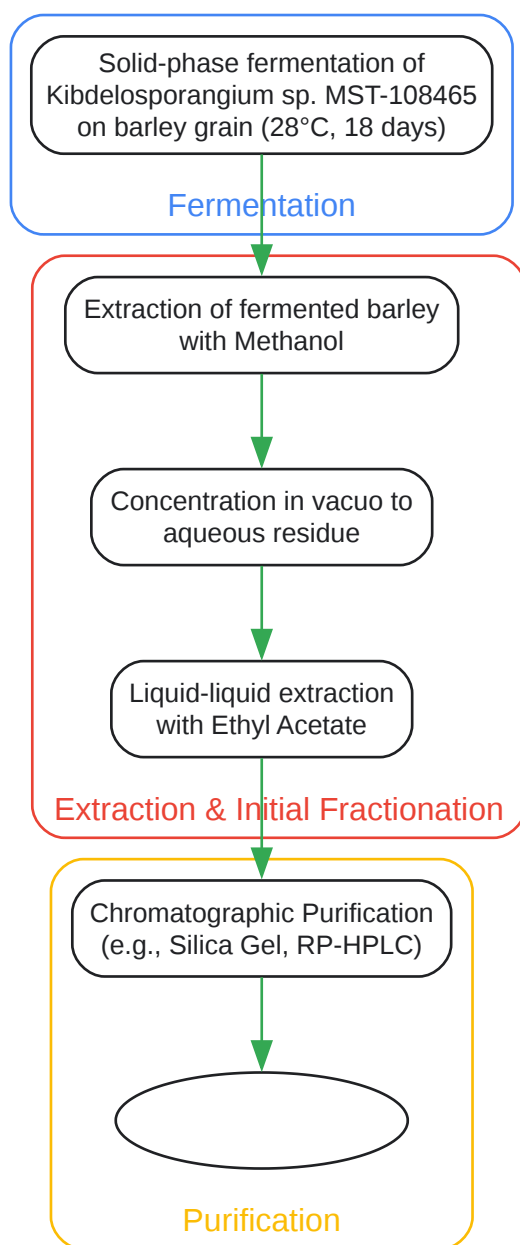 Solid-phase fermentation of
Kibdelosporangium sp. MST-108465
on barley grain (28°C, 18 days)
Fermentation
Extraction of fermented barley
with Methanol
Concentration in vacuo to
aqueous residue
Liquid-liquid extraction
with Ethyl Acetate
Extraction & Initial Fractionation
Chromatographic Purification
(e.g., Silica Gel, RP-HPLC)
Purification